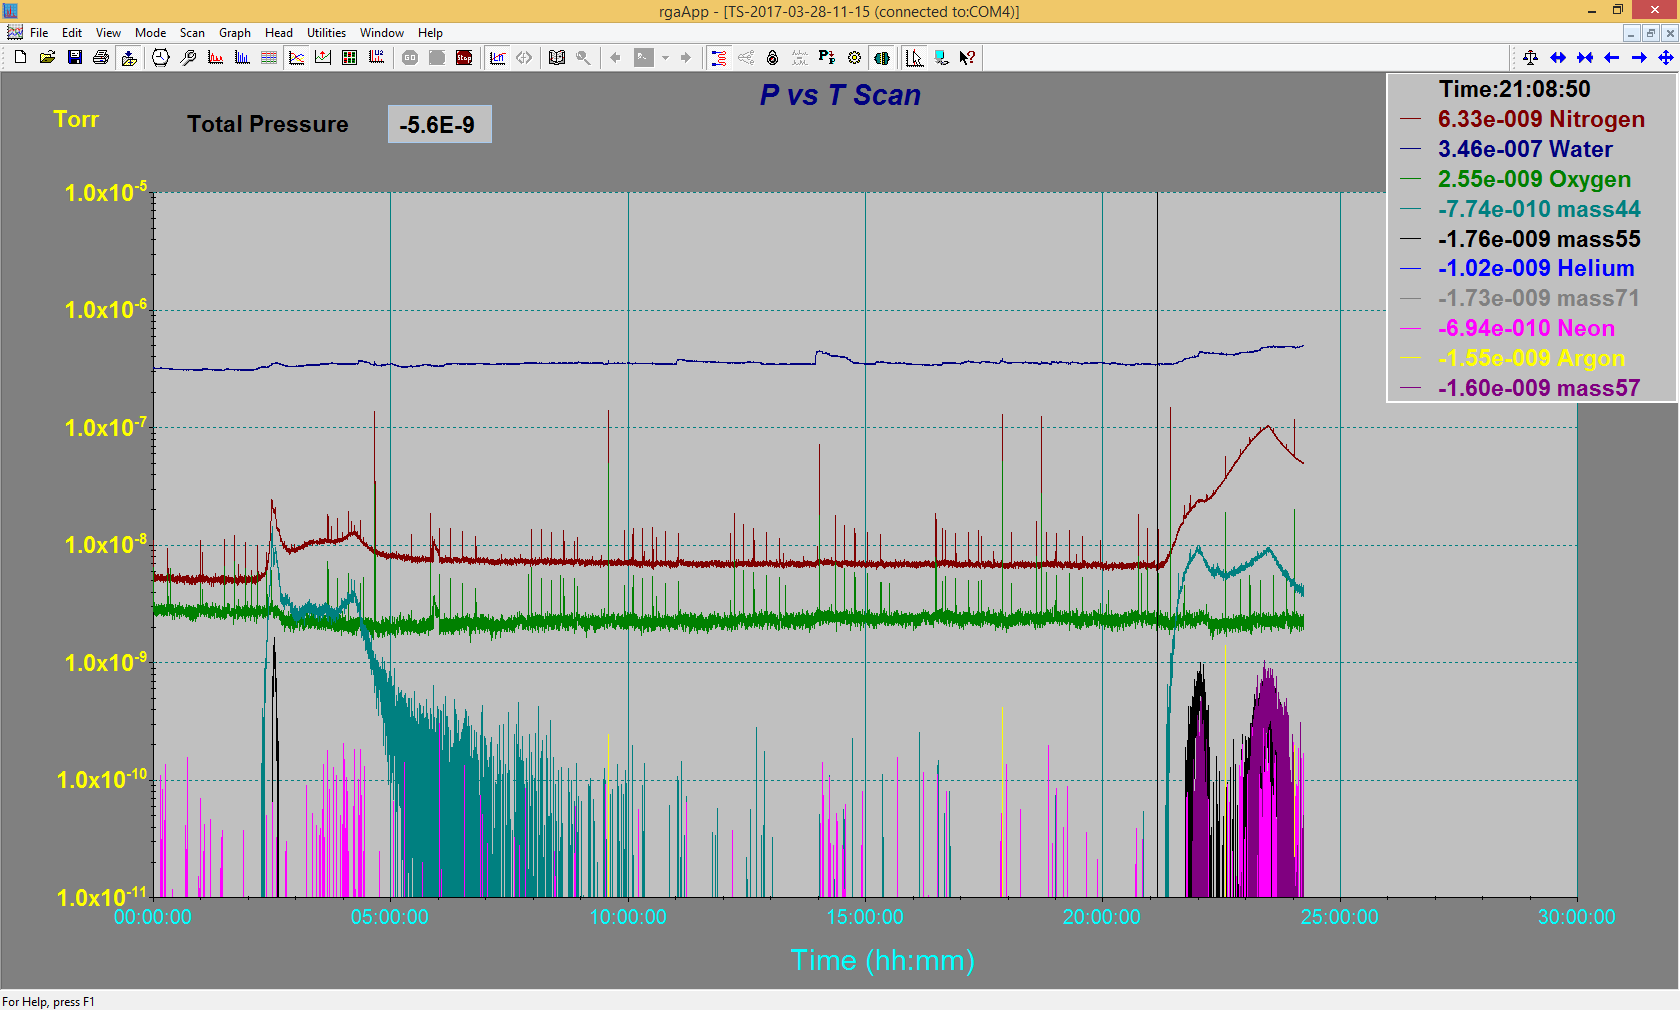 rgaApp - [TS-2017-03-28-11-15 (connected to:COM4)]
File Edit View Mode Scan Graph Head Utilities Window Help
GO Stop
P vs T Scan
Torr
Total Pressure -5.6E-9
Time:21:08:50
6.33e-009 Nitrogen
3.46e-007 Water
2.55e-009 Oxygen
-7.74e-010 mass44
-1.76e-009 mass55
-1.02e-009 Helium
-1.73e-009 mass71
-6.94e-010 Neon
-1.55e-009 Argon
-1.60e-009 mass57
1.0x10-5
1.0x10-6
1.0x10-7
1.0x10-8
1.0x10-9
1.0x10-10
1.0x10-11
00:00:00 05:00:00 10:00:00 15:00:00 20:00:00 25:00:00 30:00:00
Time (hh:mm)
For Help, press F1